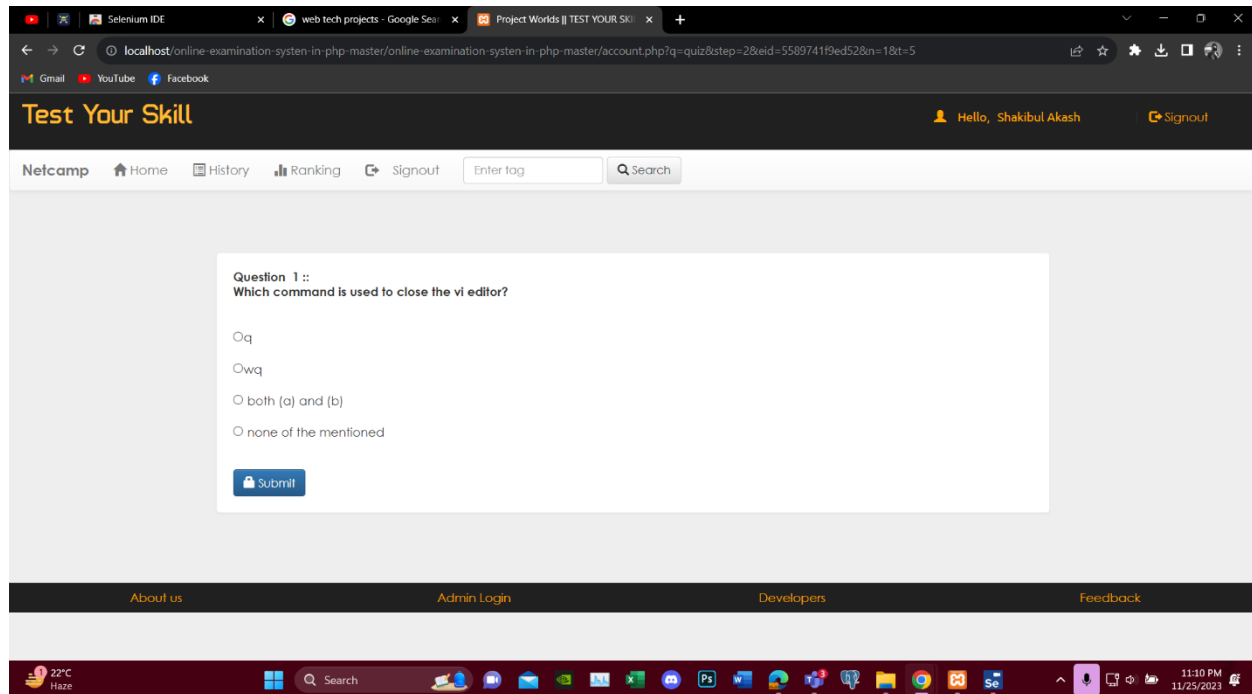 Selenium IDE
web tech projects - Google Sear
Project Worlds || TEST YOUR SKI
localhost/online-examination-systen-in-php-master/online-examination-systen-in-php-master/account.php?q=quiz&step=2&eid=5589741f9ed52&n=1&t=5
Gmail YouTube Facebook
Test Your Skill
Hello, Shakibul Akash
Signout
Netcamp Home History Ranking Signout Enter tag Search
Question 1 ::
Which command is used to close the vi editor?
q
wq
both (a) and (b)
none of the mentioned
Submit
About us Admin Login Developers Feedback
1
22°C
Haze
Search
Ps
W
3
Se
11:10 PM
11/25/2023